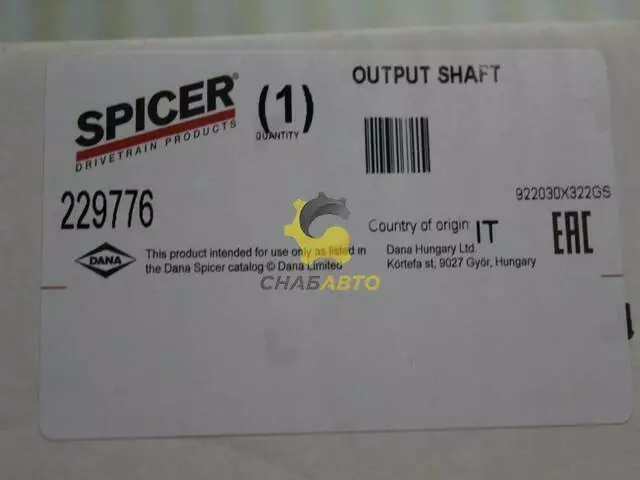 SPICER®
DRIVETRAIN PRODUCTS
(1)
QUANTITY
OUTPUT SHAFT
229776
922030X322GS
DANA
This product intended for use only as listed in
the Dana Spicer catalog © Dana Limited
Country of origin IT
Dana Hungary Ltd.
Körtefa st, 9027 Győr, Hungary
EAC
СНАБАВТО